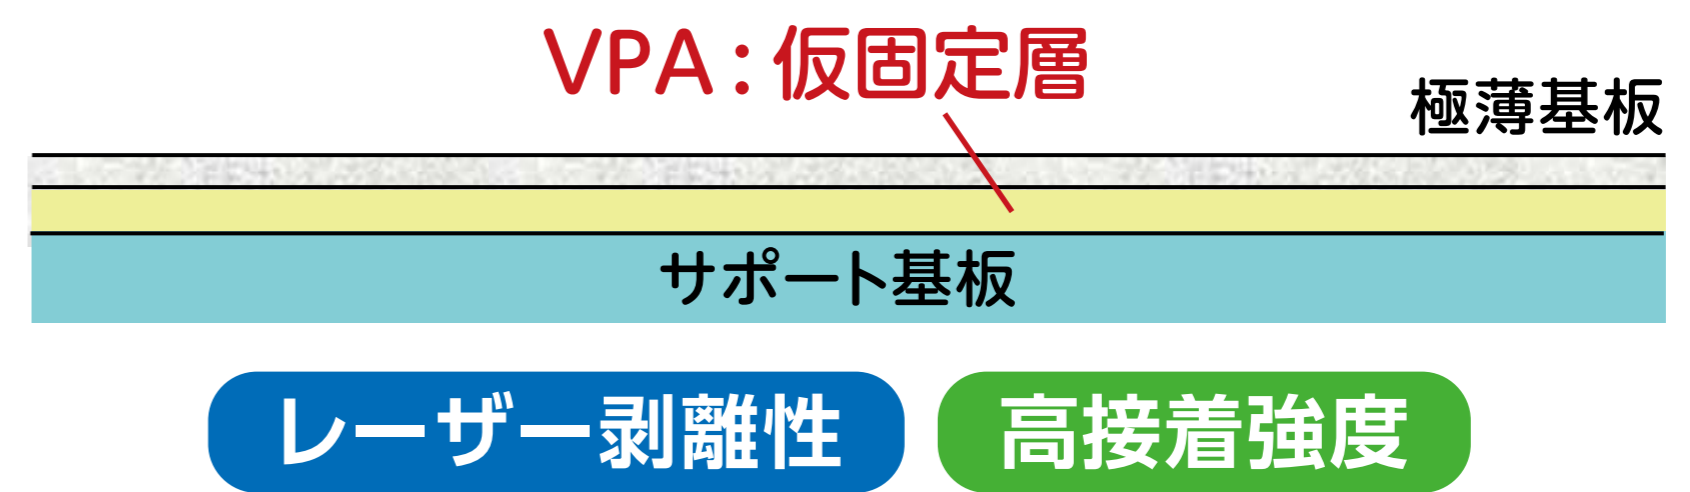 VPA：仮固定層
極薄基板
サポート基板
レーザー剥離性
高接着強度